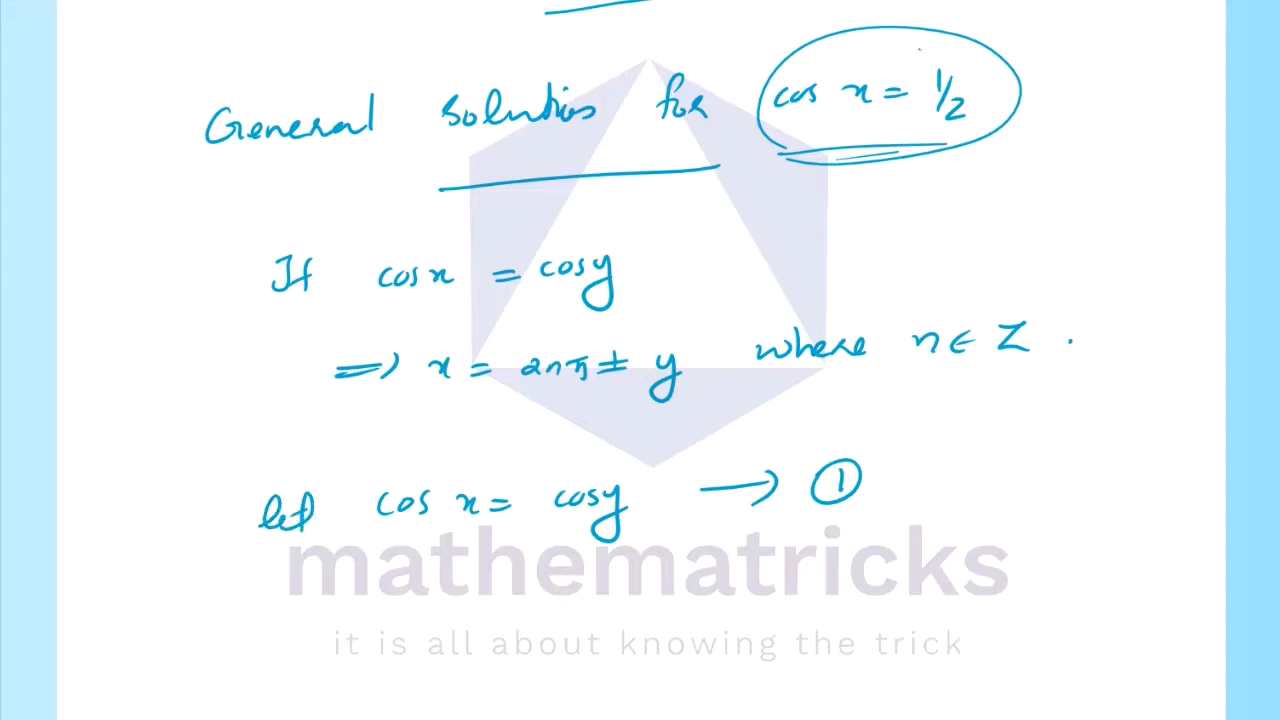 General solution for cos x = 1/2
If cos x = cos y
⇒ x = 2nπ ± y where n ∈ Z .
let cos x = cos y → ①
mathematricks
it is all about knowing the trick